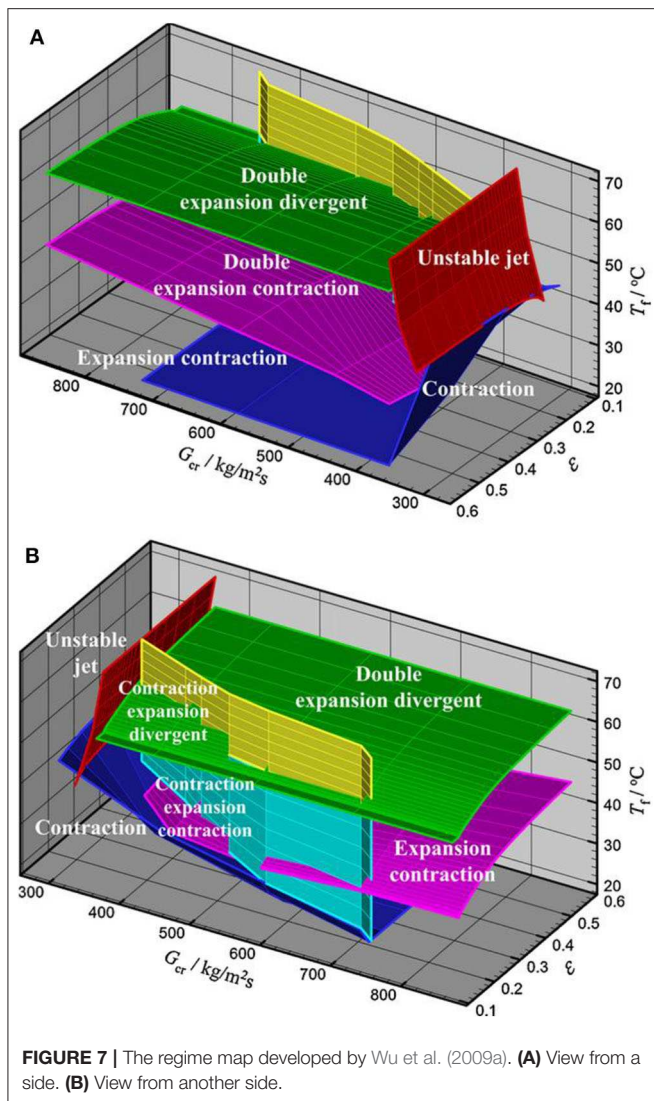 A
Double
expansion divergent
Double
expansion contraction
Unstable jet
Expansion contraction
Contraction
70
60
50
40
30
20
T_f / °C
800
700
600
500
400
300
G_cr / kg/m²s
0.6
0.5
0.4
0.3
0.2
0.1
ε
B
Unstable
jet
Double
expansion divergent
Contraction
expansion
divergent
Contraction
expansion
contraction
Contraction
Expansion
contraction
70
60
50
40
30
20
T_f / °C
300
400
500
600
700
800
G_cr / kg/m²s
0.1
0.2
0.3
0.4
0.5
0.6
ε
FIGURE 7 | The regime map developed by Wu et al. (2009a). (A) View from a
side. (B) View from another side.